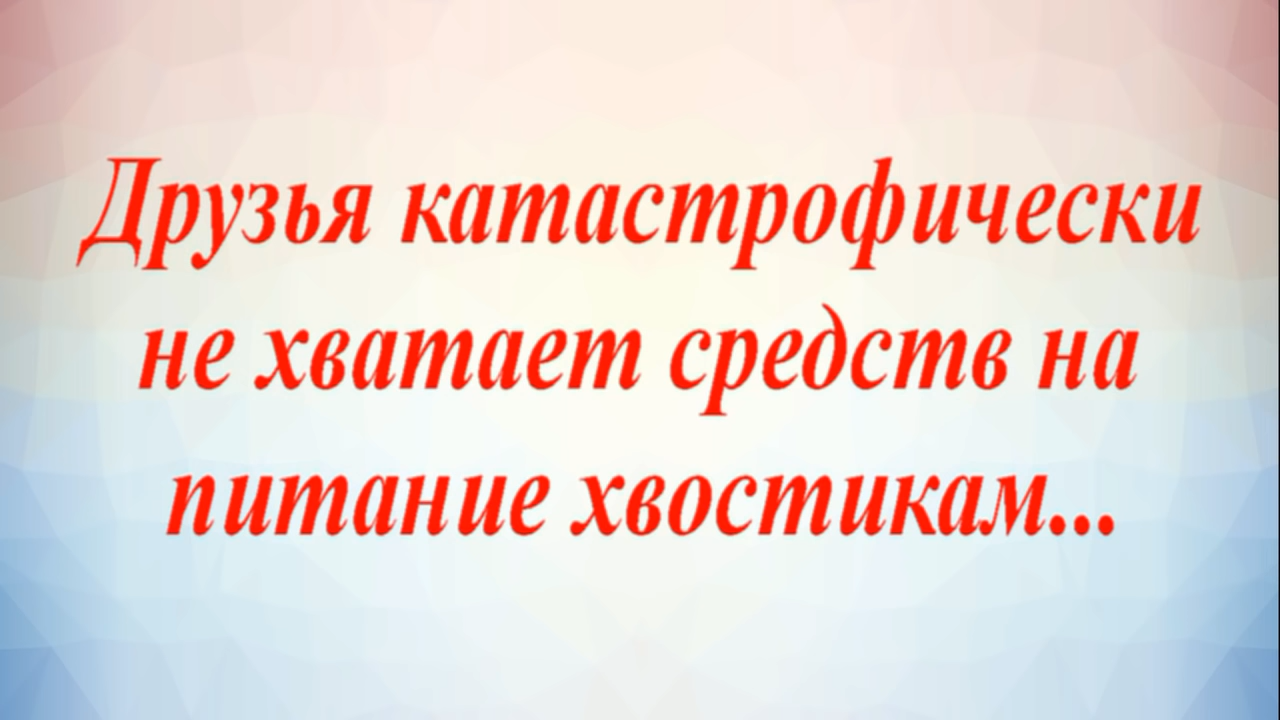 Друзья катастрофически
не хватает средств на
питание хвостикам...